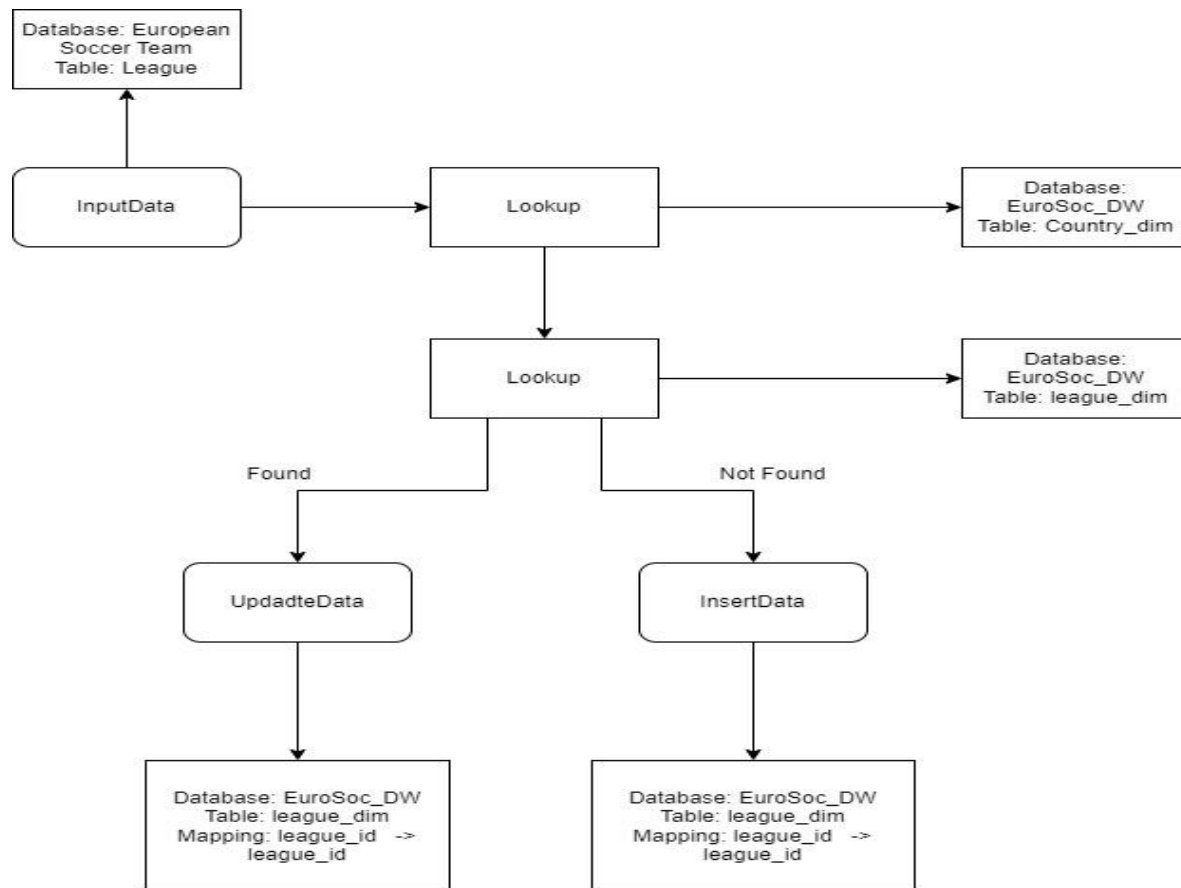 Database: European
Soccer Team
Table: League
InputData
Lookup
Database:
EuroSoc_DW
Table: Country_dim
Lookup
Database:
EuroSoc_DW
Table: league_dim
Found
Not Found
UpdadteData
InsertData
Database: EuroSoc_DW
Table: league_dim
Mapping: league_id ->
league_id
Database: EuroSoc_DW
Table: league_dim
Mapping: league_id ->
league_id